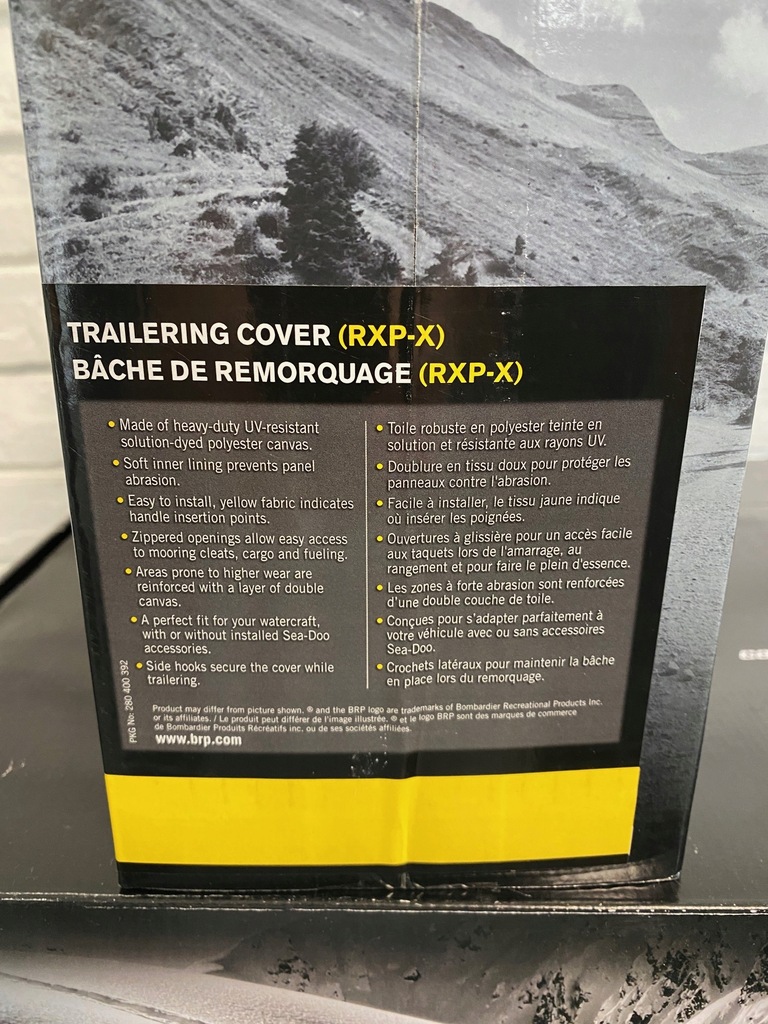 TRAILERING COVER (RXP-X)
BÂCHE DE REMORQUAGE (RXP-X)
• Made of heavy-duty UV-resistant
solution-dyed polyester canvas.
• Soft inner lining prevents panel
abrasion.
• Easy to install, yellow fabric indicates
handle insertion points.
• Zippered openings allow easy access
to mooring cleats, cargo and fueling.
• Areas prone to higher wear are
reinforced with a layer of double
canvas.
• A perfect fit for your watercraft,
with or without installed Sea-Doo
accessories.
• Side hooks secure the cover while
trailering.
• Toile robuste en polyester teinte en
solution et résistante aux rayons UV.
• Doublure en tissu doux pour protéger les
panneaux contre l'abrasion.
• Facile à installer, le tissu jaune indique
où insérer les poignées.
• Ouvertures à glissière pour un accès facile
aux taquets lors de l'amarrage, au
rangement et pour faire le plein d'essence.
• Les zones à forte abrasion sont renforcées
d'une double couche de toile.
• Conçues pour s'adapter parfaitement à
votre véhicule avec ou sans accessoires
Sea-Doo.
• Crochets latéraux pour maintenir la bâche
en place lors du remorquage.
PKG No: 280 400 392
Product may differ from picture shown. ® and the BRP logo are trademarks of Bombardier Recreational Products Inc.
or its affiliates. / Le produit peut différer de l'image illustrée. ® et le logo BRP sont des marques de commerce
de Bombardier Produits Récréatifs inc. ou de ses sociétés affiliées.
www.brp.com